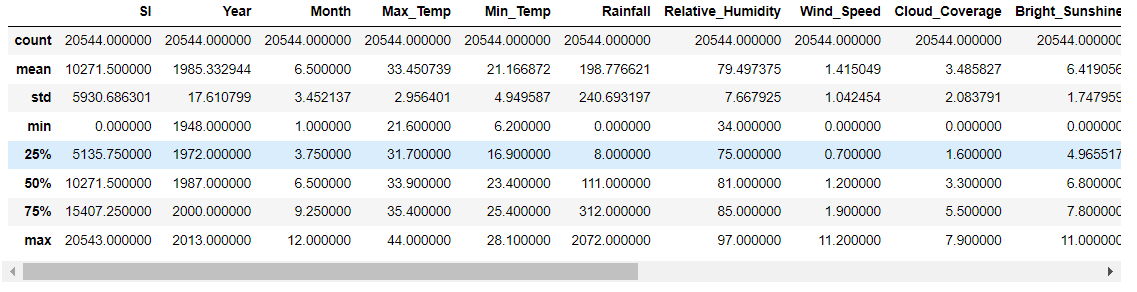 Sl Year Month Max_Temp Min_Temp Rainfall Relative_Humidity Wind_Speed Cloud_Coverage Bright_Sunshine
count 20544.000000 20544.000000 20544.000000 20544.000000 20544.000000 20544.000000 20544.000000 20544.000000 20544.000000 20544.000000
mean 10271.500000 1985.332944 6.500000 33.450739 21.166872 198.776621 79.497375 1.415049 3.485827 6.419056
std 5930.686301 17.610799 3.452137 2.956401 4.949587 240.693197 7.667925 1.042454 2.083791 1.747959
min 0.000000 1948.000000 1.000000 21.600000 6.200000 0.000000 34.000000 0.000000 0.000000 0.000000
25% 5135.750000 1972.000000 3.750000 31.700000 16.900000 8.000000 75.000000 0.700000 1.600000 4.965517
50% 10271.500000 1987.000000 6.500000 33.900000 23.400000 111.000000 81.000000 1.200000 3.300000 6.800000
75% 15407.250000 2000.000000 9.250000 35.400000 25.400000 312.000000 85.000000 1.900000 5.500000 7.800000
max 20543.000000 2013.000000 12.000000 44.000000 28.100000 2072.000000 97.000000 11.200000 7.900000 11.000000